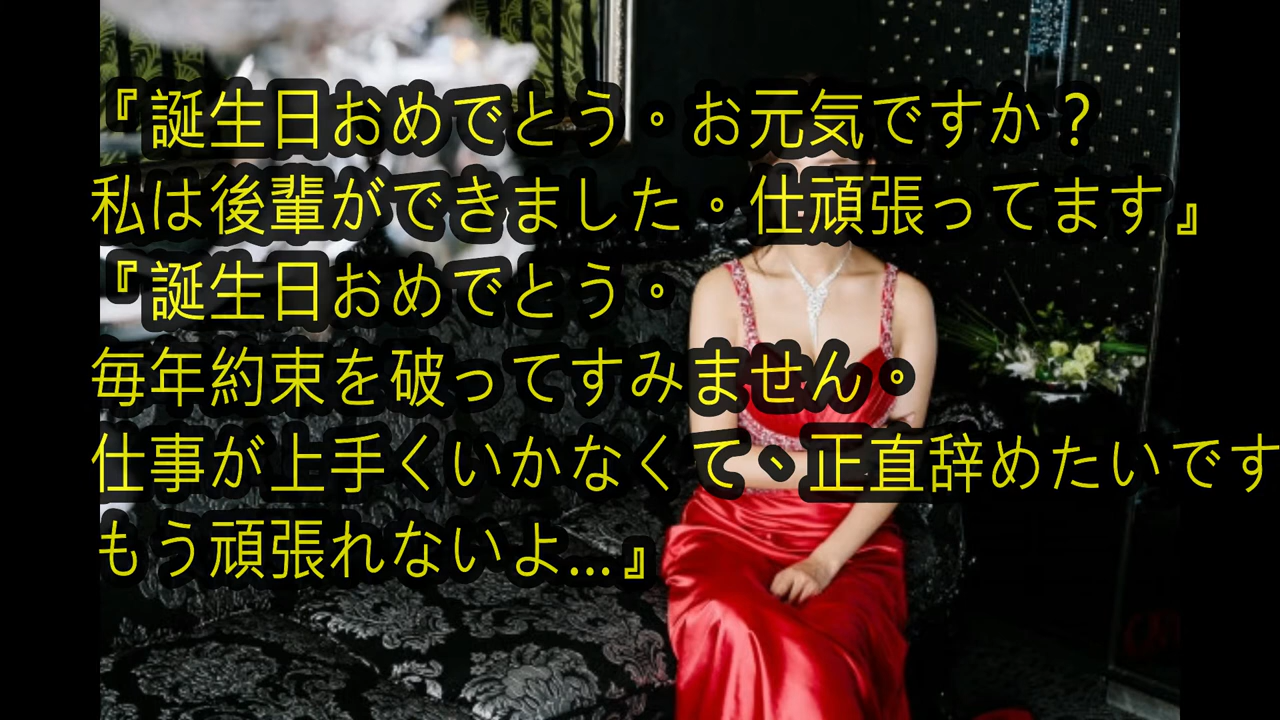 『誕生日おめでとう。お元気ですか？
私は後輩ができました。仕頑張ってます』
『誕生日おめでとう。
毎年約束を破ってすみません。
仕事が上手くいかなくて、正直辞めたいです
もう頑張れないよ...』